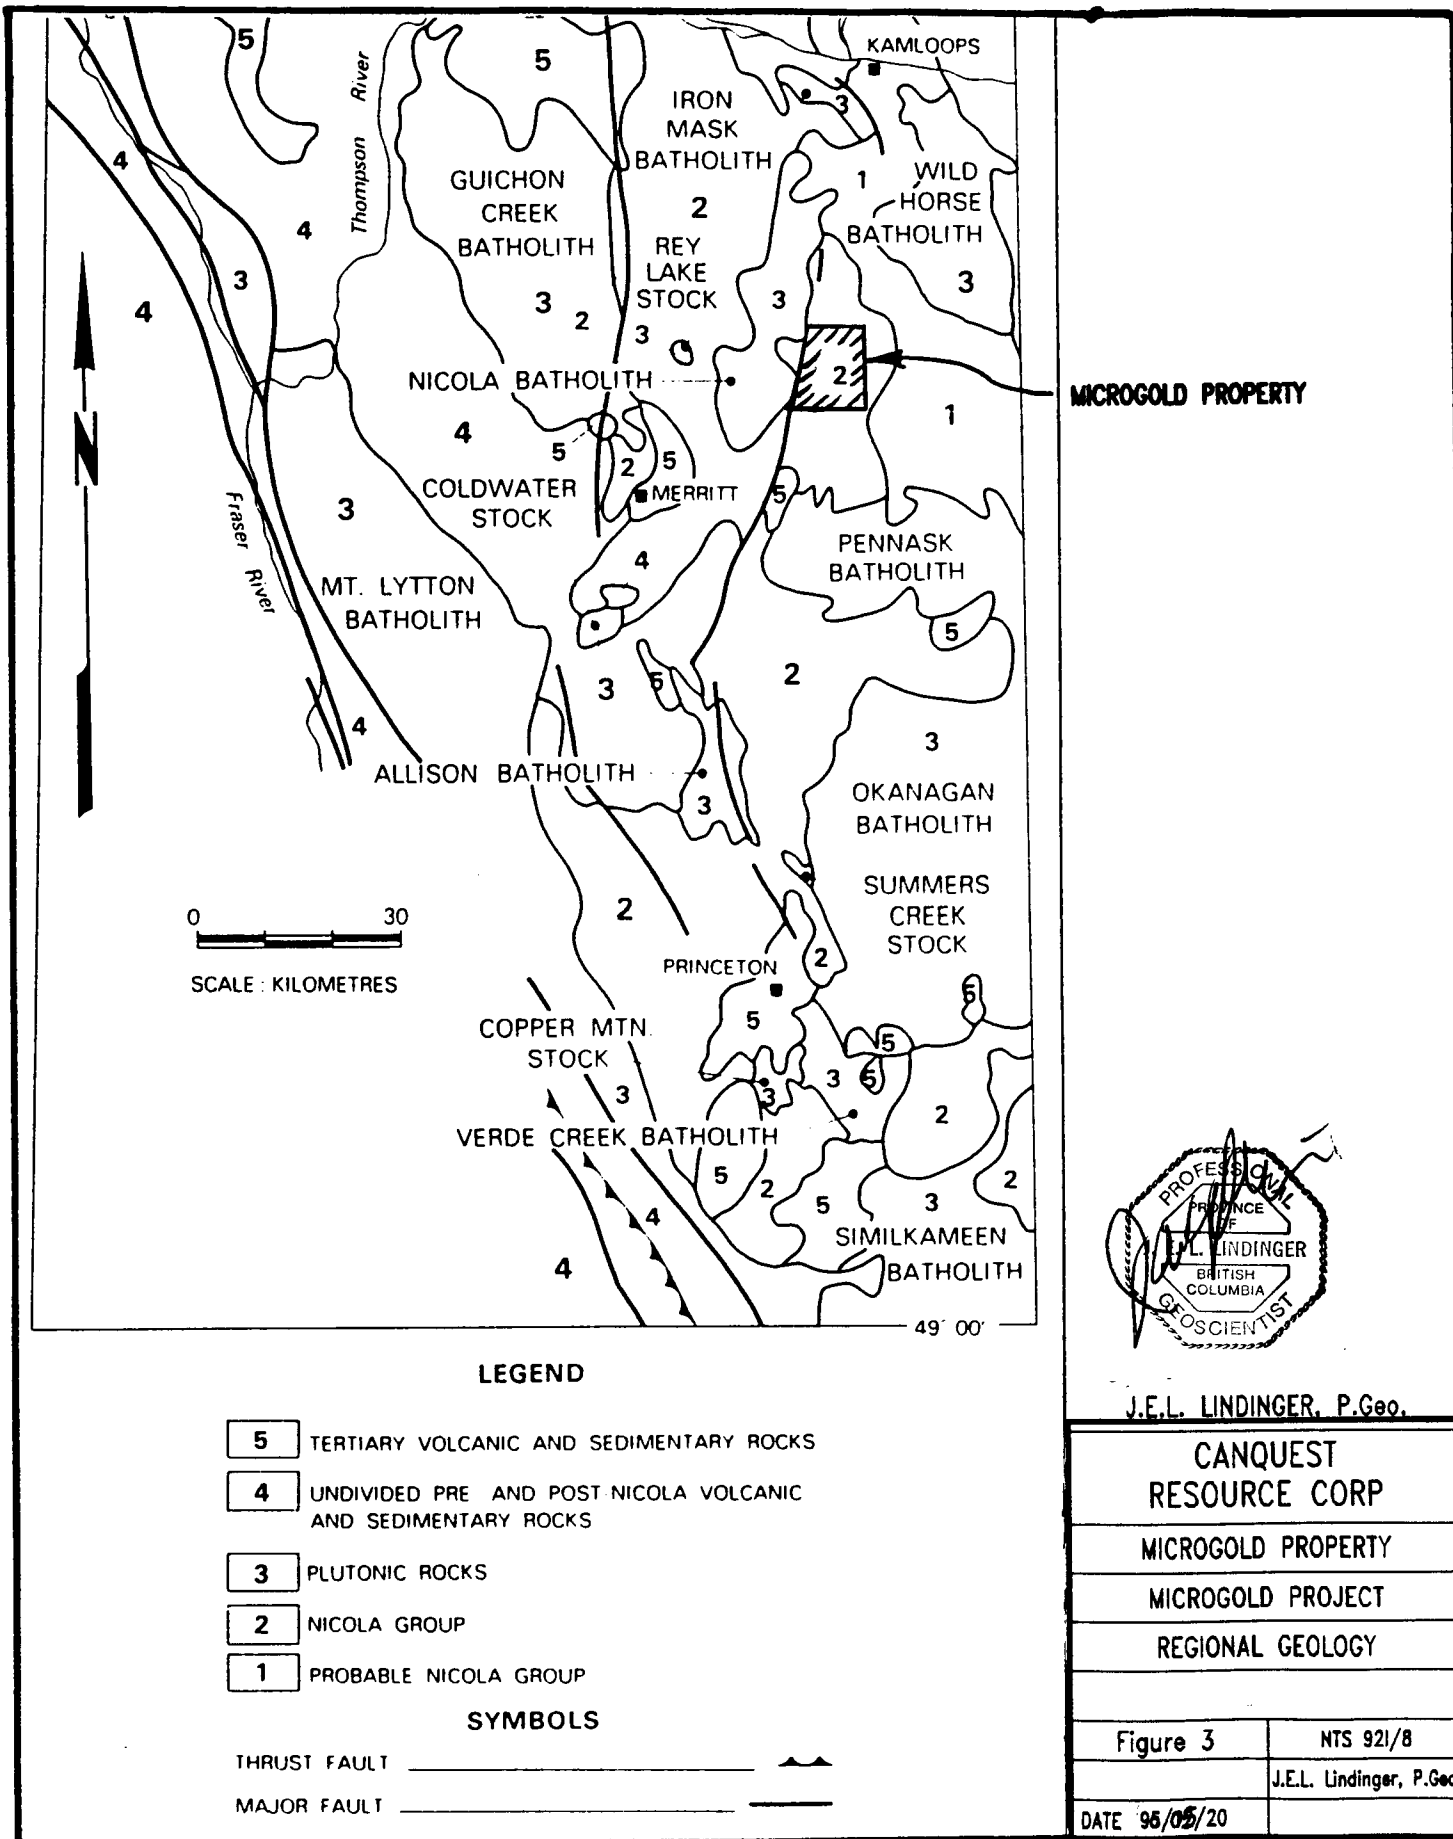 KAMLOOPS
5
Thompson River
5
IRON
MASK
BATHOLITH
3
4
GUICHON
CREEK
BATHOLITH
1
WILD
HORSE
BATHOLITH
2
4
REY
LAKE
STOCK
3
3
3
4
3
2
3
2
NICOLA BATHOLITH
MICROGOLD PROPERTY
1
4
5
2
5
5
N
COLDWATER
STOCK
MERRITT
3
Fraser River
PENNASK
BATHOLITH
4
MT. LYTTON
BATHOLITH
5
3
5
2
4
3
ALLISON BATHOLITH
3
OKANAGAN
BATHOLITH
SUMMERS
CREEK
STOCK
0 30
SCALE : KILOMETRES
2
2
PRINCETON
5
5
COPPER MTN.
STOCK
5
3
5
3
3
2
VERDE CREEK BATHOLITH
5
2
5
3
2
4
4
SIMILKAMEEN
BATHOLITH
49° 00'
PROFESSIONAL
PROVINCE
OF
J.E.L. LINDINGER
BRITISH
COLUMBIA
GEOSCIENTIST
J.E.L. LINDINGER, P.Geo.
LEGEND
5 TERTIARY VOLCANIC AND SEDIMENTARY ROCKS
4 UNDIVIDED PRE AND POST NICOLA VOLCANIC
AND SEDIMENTARY ROCKS
3 PLUTONIC ROCKS
2 NICOLA GROUP
1 PROBABLE NICOLA GROUP
SYMBOLS
THRUST FAULT
MAJOR FAULT
CANQUEST
RESOURCE CORP
MICROGOLD PROPERTY
MICROGOLD PROJECT
REGIONAL GEOLOGY
Figure 3 NTS 92I/8
J.E.L. Lindinger, P.Geo
DATE 96/05/20